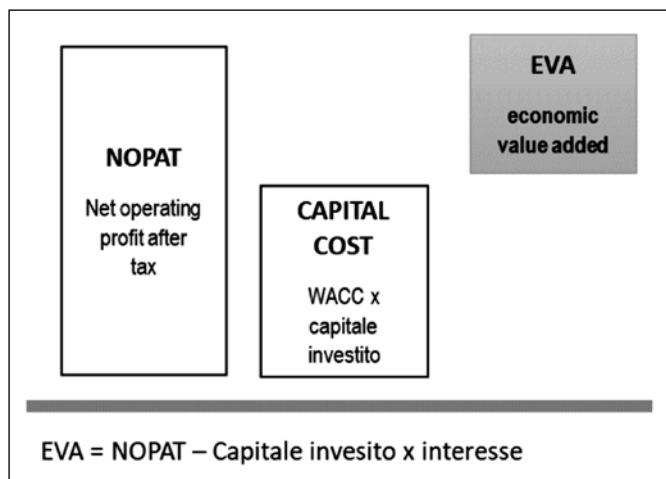 NOPAT
Net operating
profit after
tax
CAPITAL
COST
WACC x
capitale
investito
EVA
economic
value added
EVA = NOPAT – Capitale invesito x interesse